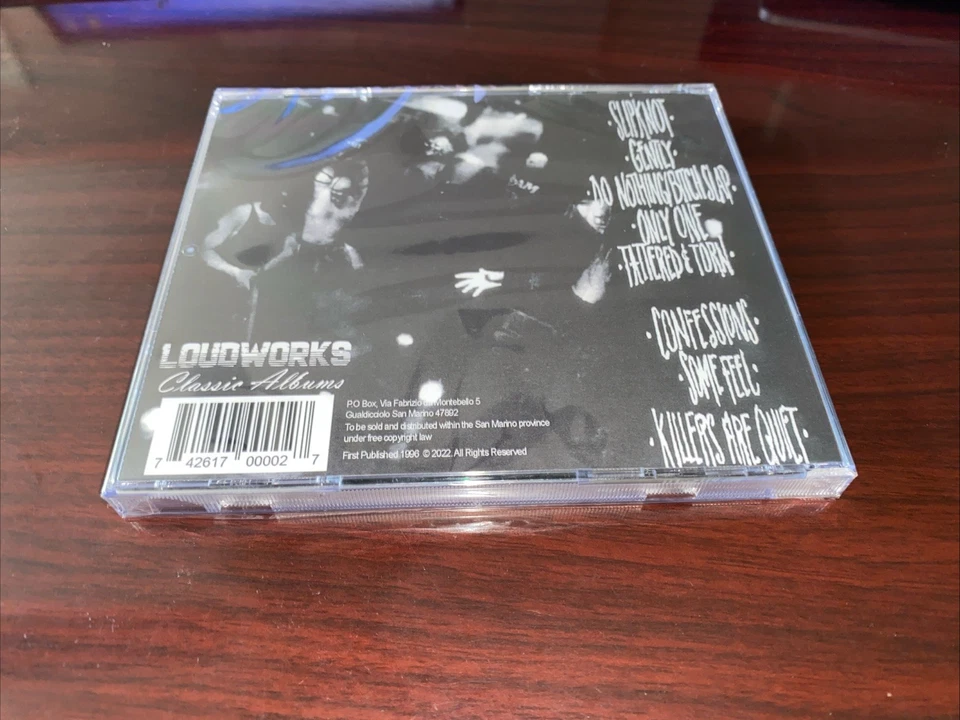 ·SLIPKNOT·
·GENTLY·
·DO NOTHING/BITCHSLAP·
·ONLY ONE·
·TATTERED & TORN·
·CONFESSIONS·
·SOME FEEL·
·KILLERS ARE QUIET·
LOUDWORKS
Classic Albums
7 42617 00002 7
P.O Box, Via Fabrizio Montebello 5
Gualdicciolo San Marino 47892
To be sold and distributed within the San Marino province
under free copyright law
First Published 1996 © 2022. All Rights Reserved